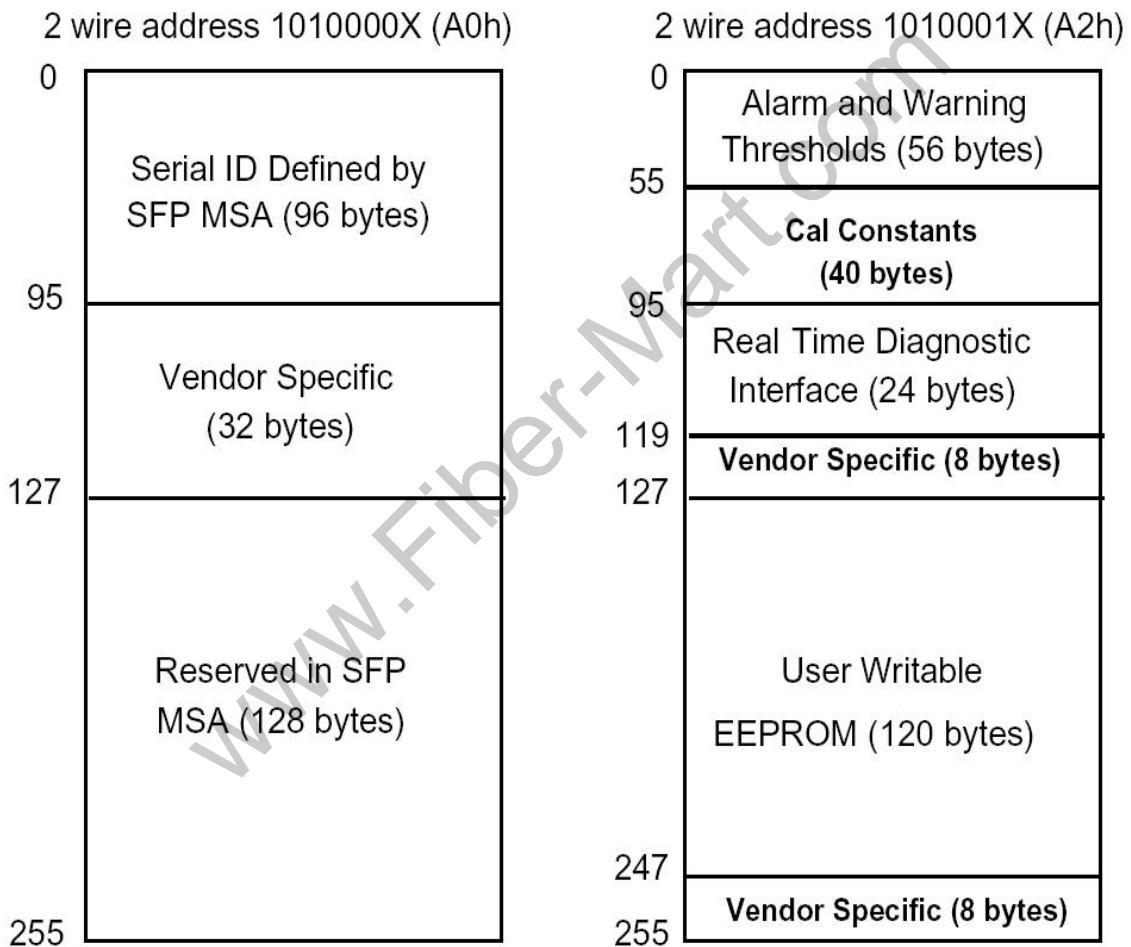 2 wire address 1010000X (A0h)
0
Serial ID Defined by
SFP MSA (96 bytes)
95
Vendor Specific
(32 bytes)
127
Reserved in SFP
MSA (128 bytes)
255
2 wire address 1010001X (A2h)
0
Alarm and Warning
Thresholds (56 bytes)
55
Cal Constants
(40 bytes)
95
Real Time Diagnostic
Interface (24 bytes)
119
Vendor Specific (8 bytes)
127
User Writable
EEPROM (120 bytes)
247
Vendor Specific (8 bytes)
255
www.Fiber-Mart.com